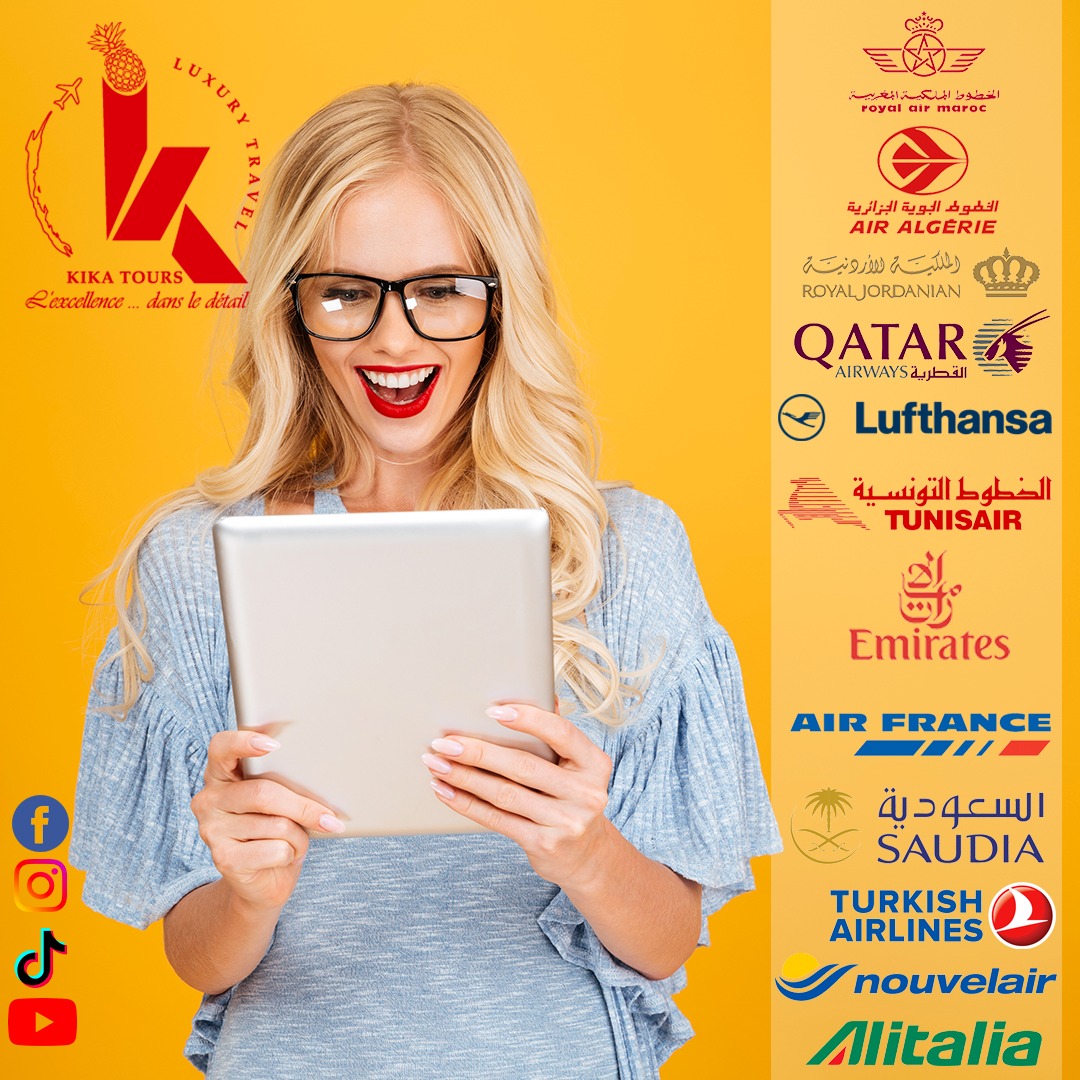 LUXURY TRAVEL
KIKA TOURS
L'excellence ... dans le détail
الخطوط الملكية المغربية
royal air maroc
الخطوط الجوية الجزائرية
AIR ALGÉRIE
الملكية الأردنية
ROYAL JORDANIAN
QATAR
AIRWAYS القطرية
Lufthansa
الخطوط التونسية
TUNISAIR
Emirates
AIR FRANCE
السعودية
SAUDIA
TURKISH
AIRLINES
nouvelair
Alitalia